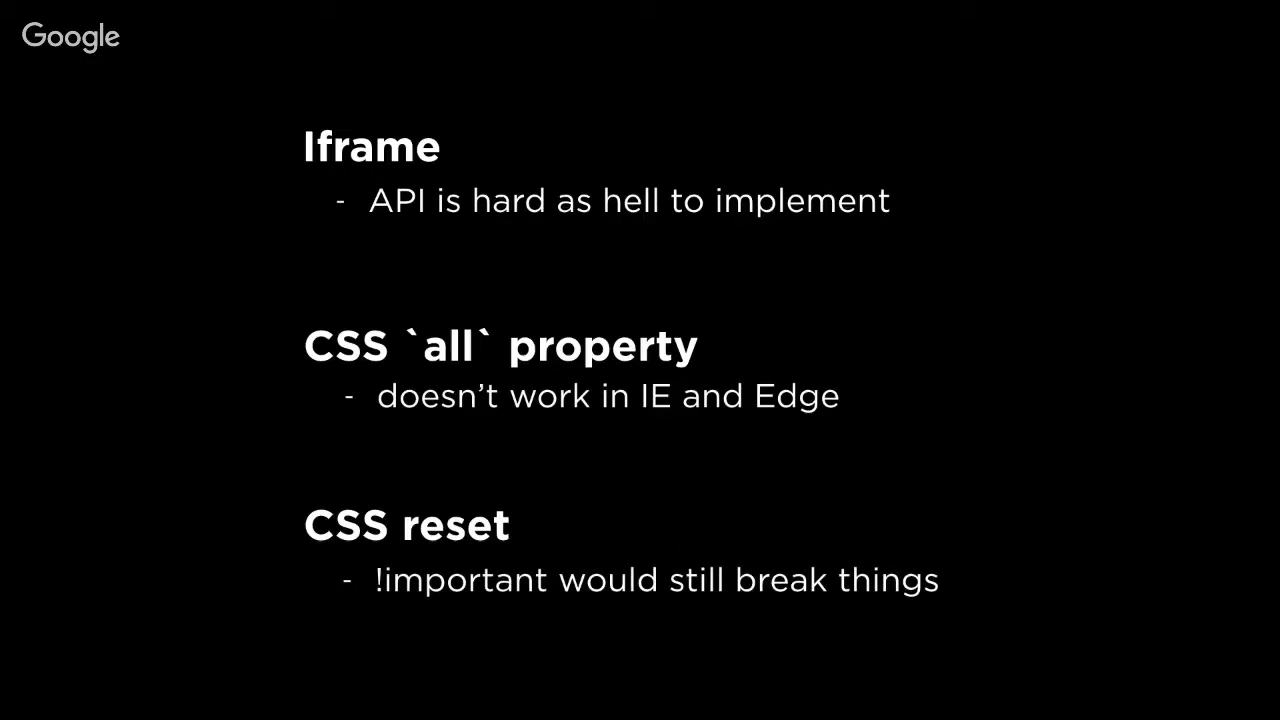 Google
Iframe
- API is hard as hell to implement
CSS `all` property
- doesn’t work in IE and Edge
CSS reset
- !important would still break things